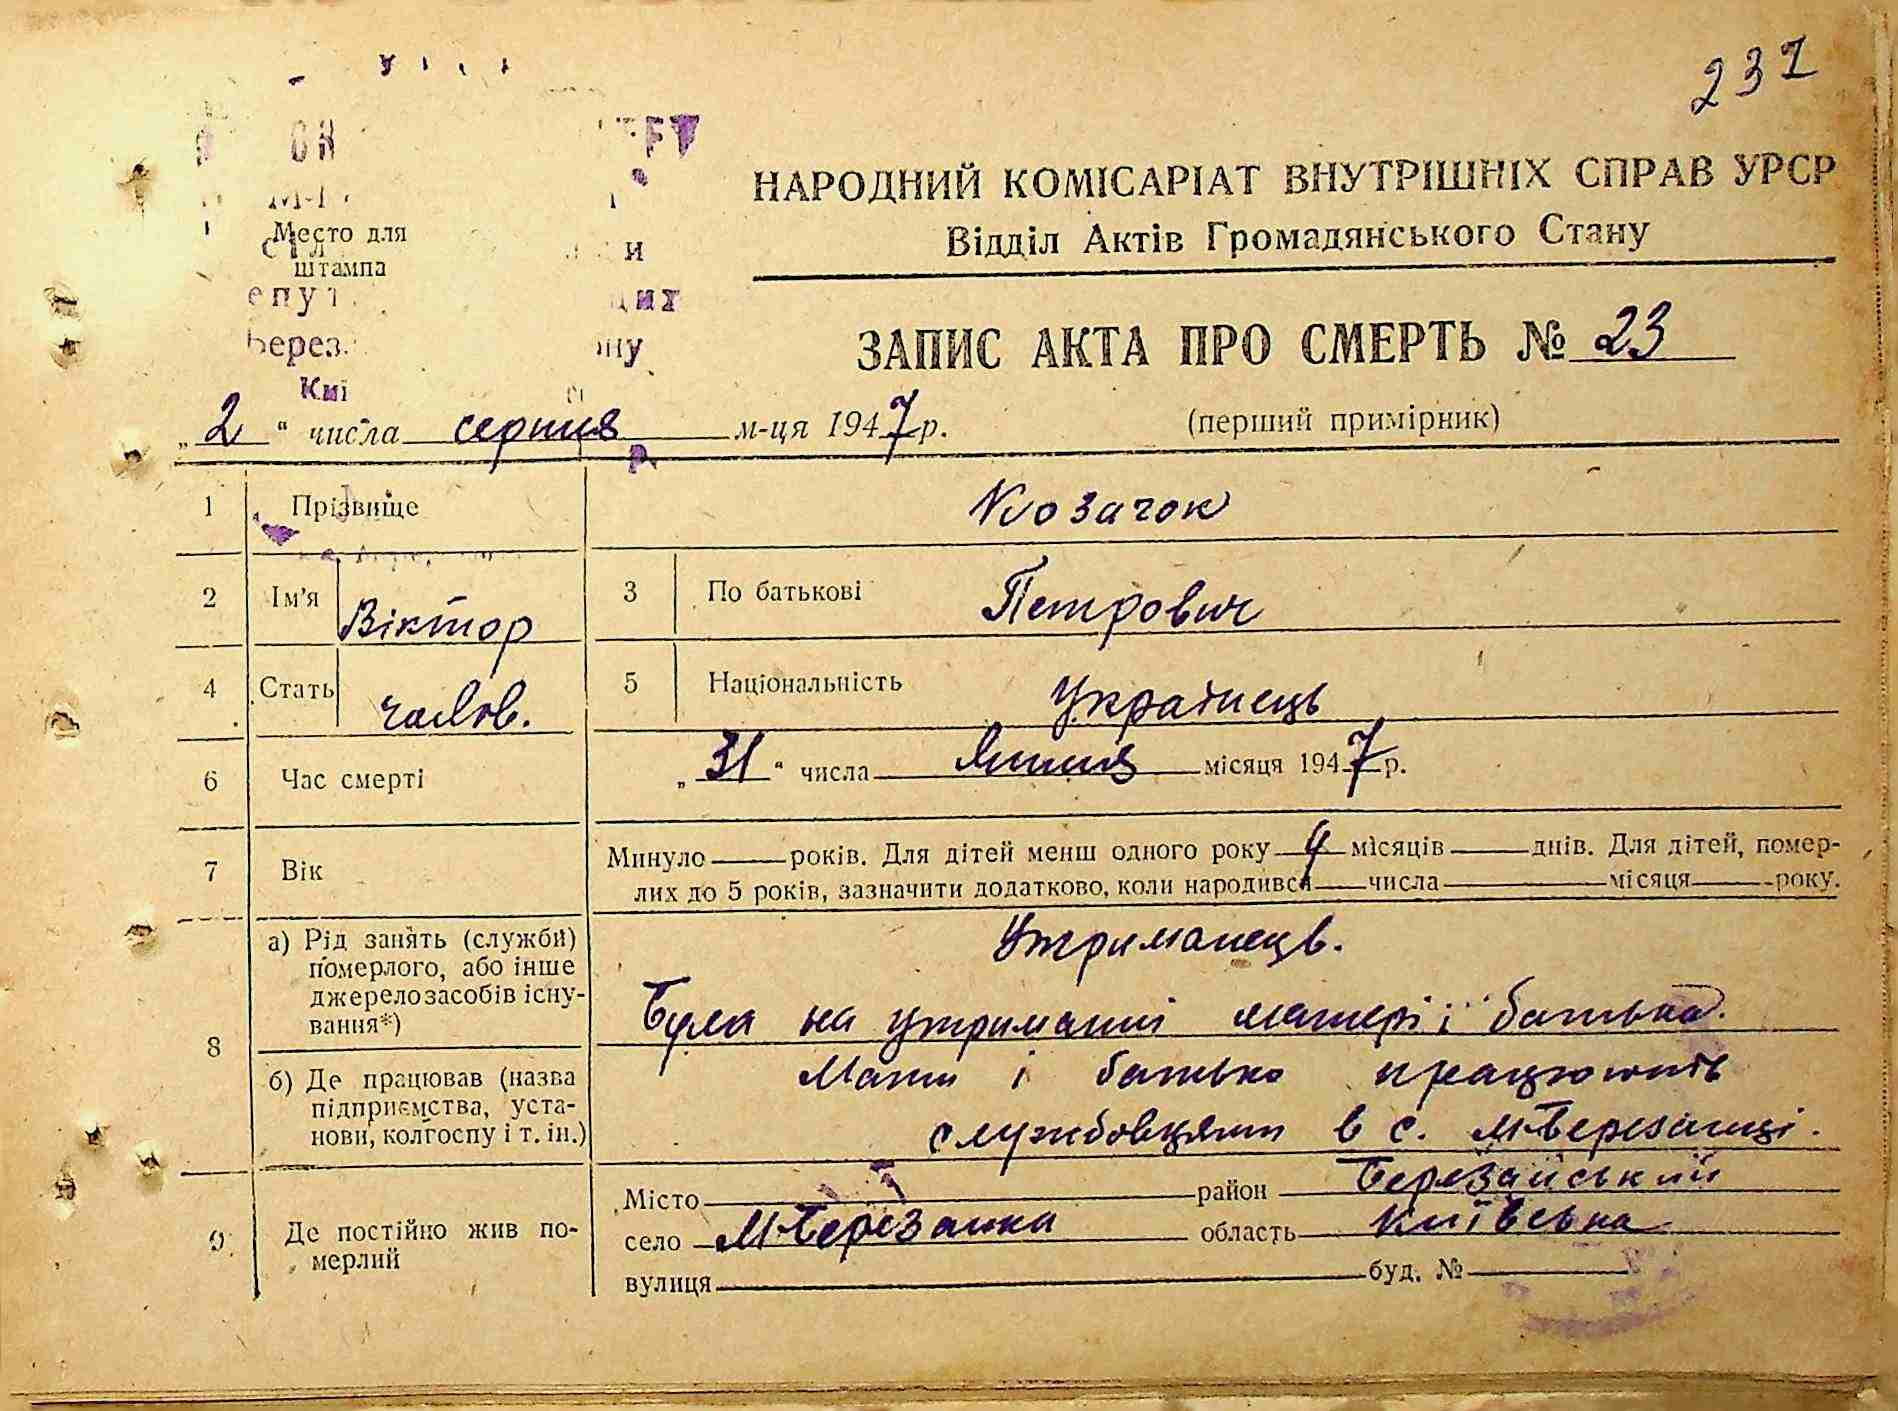 231
Место для
штампа
НАРОДНИЙ КОМІСАРІАТ ВНУТРІШНІХ СПРАВ УРСР
Відділ Актів Громадянського Стану
ЗАПИС АКТА ПРО СМЕРТЬ № 23
„2“ числа серпня м-ця 1947 р. (перший примірник)
1 Прізвище Козачок
2 Ім'я Віктор 3 По батькові Петрович
4 Стать чолов. 5 Національність Українець
6 Час смерті „31“ числа липня місяця 1947 р.
7 Вік Минуло років. Для дітей менш одного року 4 місяців днів. Для дітей, помер-
лих до 5 років, зазначити додатково, коли народився числа місяця року.
8 а) Рід занять (служби)
померлого, або інше
джерело засобів існу-
вання*)
Утриманець.
Була на утриманні матері і батька.
б) Де працював (назва
підприємства, уста-
нови, колгоспу і т. ін.)
Мати і батько працюють
службовцями в с. М-Березанці.
9 Де постійно жив по-
мерлий
Місто район Березанський
село М-Березанка область Київська
вулиця буд. №